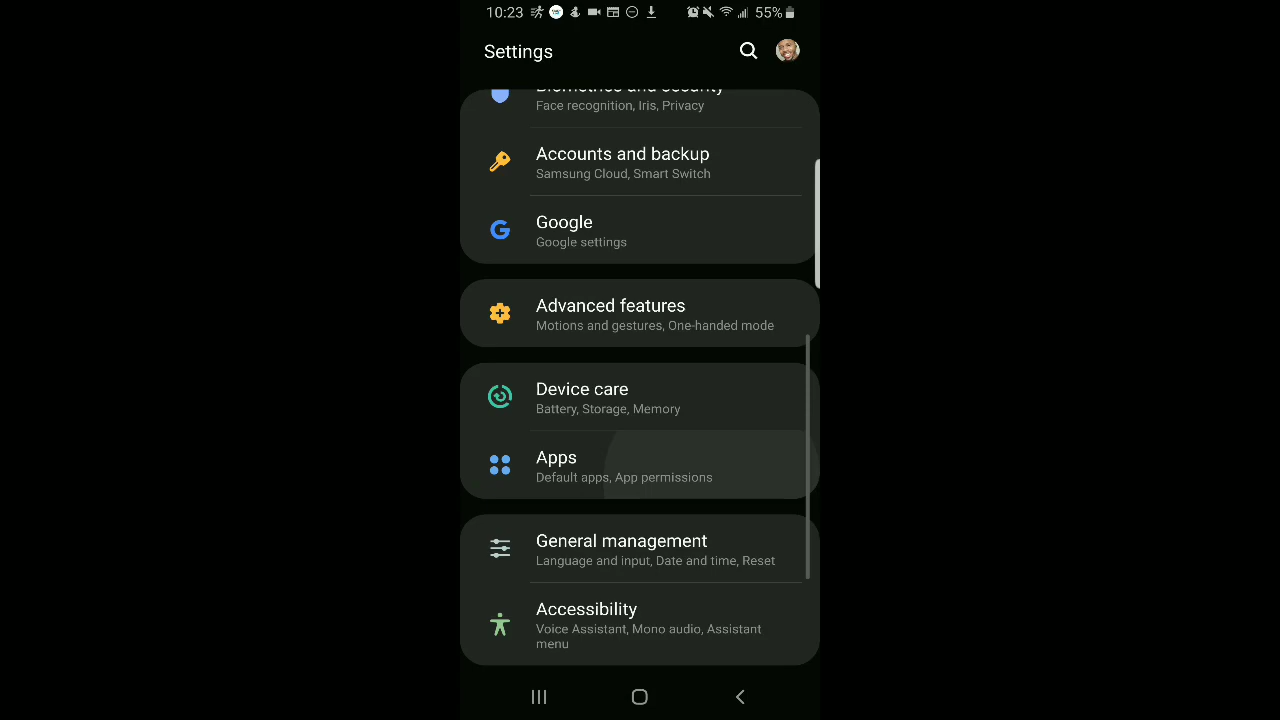 10:23
55%
Settings
Biometrics and security
Face recognition, Iris, Privacy
Accounts and backup
Samsung Cloud, Smart Switch
Google
Google settings
Advanced features
Motions and gestures, One-handed mode
Device care
Battery, Storage, Memory
Apps
Default apps, App permissions
General management
Language and input, Date and time, Reset
Accessibility
Voice Assistant, Mono audio, Assistant
menu